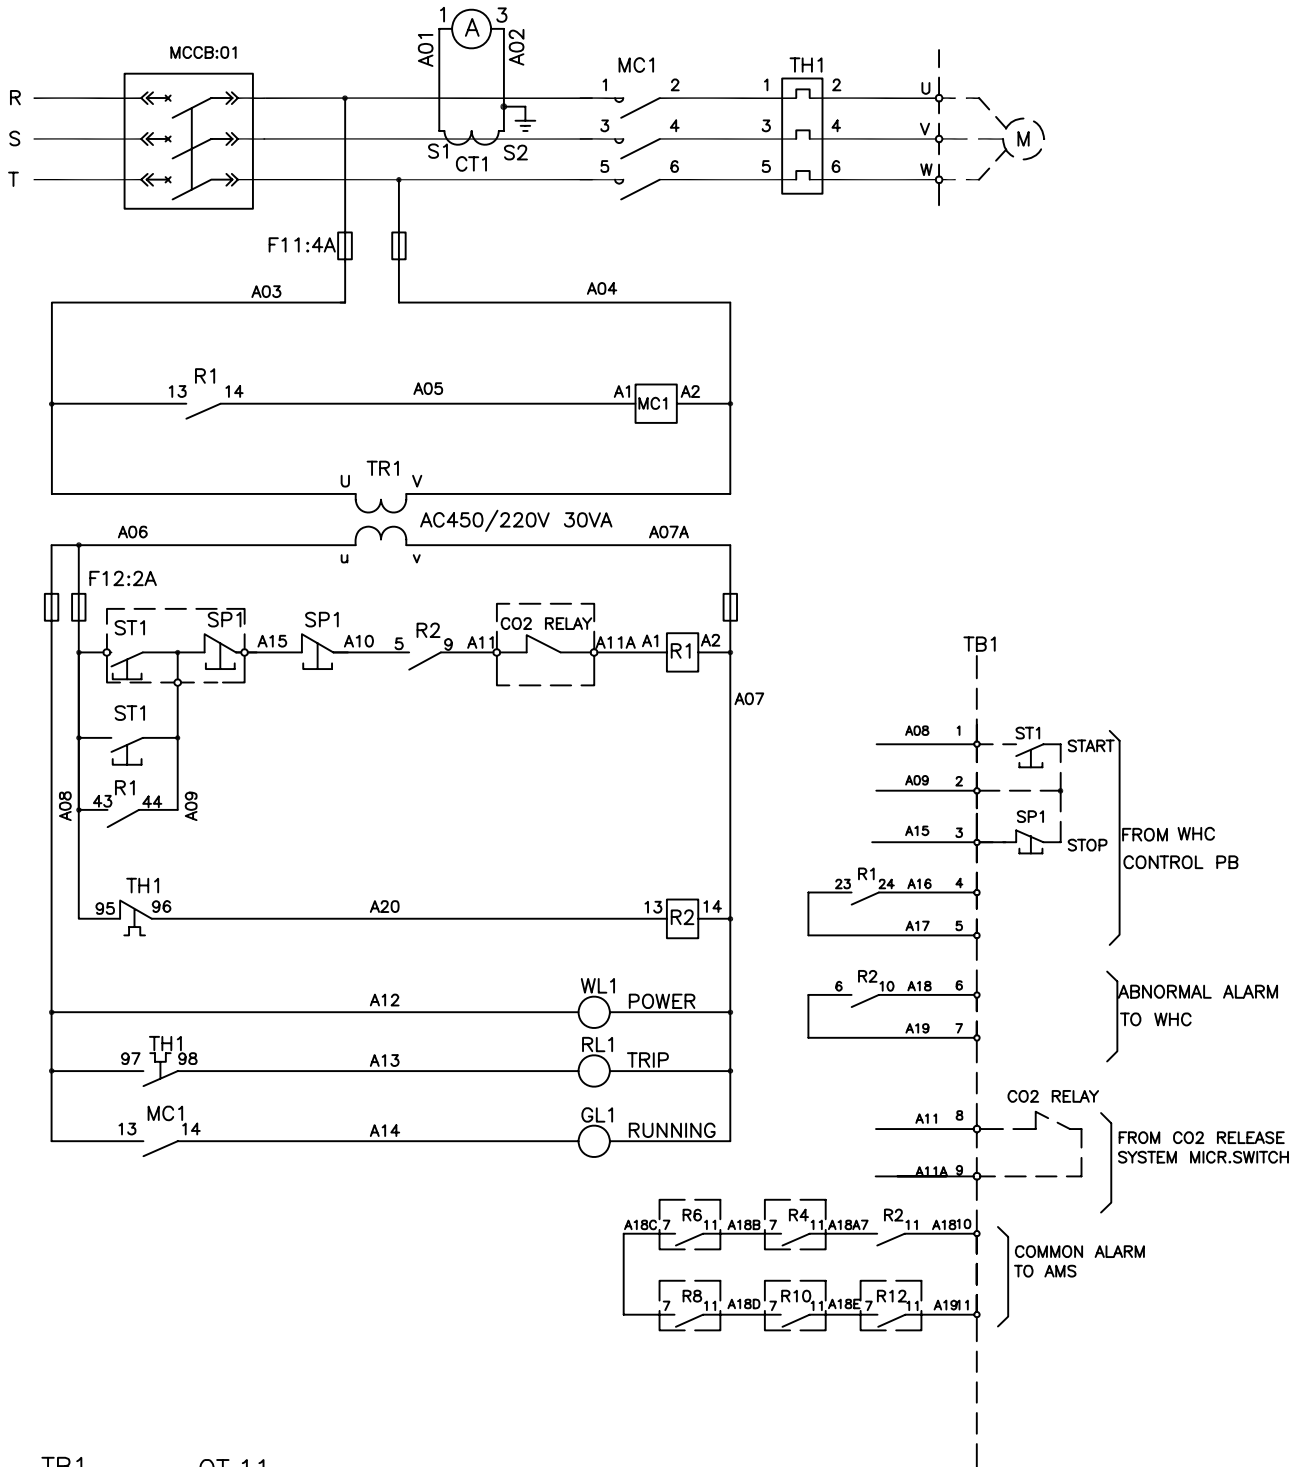 1 A 3
A01 A02
MCCB:01
MC1 TH1
R 1 2 1 2 U
S 3 4 3 4 V M
S1 CT1 S2
T 5 6 5 6 W
F11:4A
A03 A04
R1
13 14 A05 A1 MC1 A2
TR1
U V
AC450/220V 30VA
A06 A07A
u v
F12:2A
ST1 SP1 SP1 R2 CO2 RELAY
A15 A10 5 9 A11 A11A A1 R1 A2
A07
ST1
R1
A08 43 44 A09
TH1
95 96 A20 13 R2 14
WL1
A12 POWER
TH1 RL1
97 98 A13 TRIP
MC1 GL1
13 14 A14 RUNNING
TB1
A08 1 ST1 START
A09 2
SP1
A15 3 STOP
FROM WHC
CONTROL PB
R1
23 24 A16 4
A17 5
R2
6 10 A18 6
A19 7
ABNORMAL ALARM
TO WHC
CO2 RELAY
A11 8
A11A 9
FROM CO2 RELEASE
SYSTEM MICR.SWITCH
R6 R4 R2
A18C 7 11 A18B 7 11 A18A 7 11 A18 10
R8 R10 R12
7 11 A18D 7 11 A18E 7 11 A19 11
COMMON ALARM
TO AMS